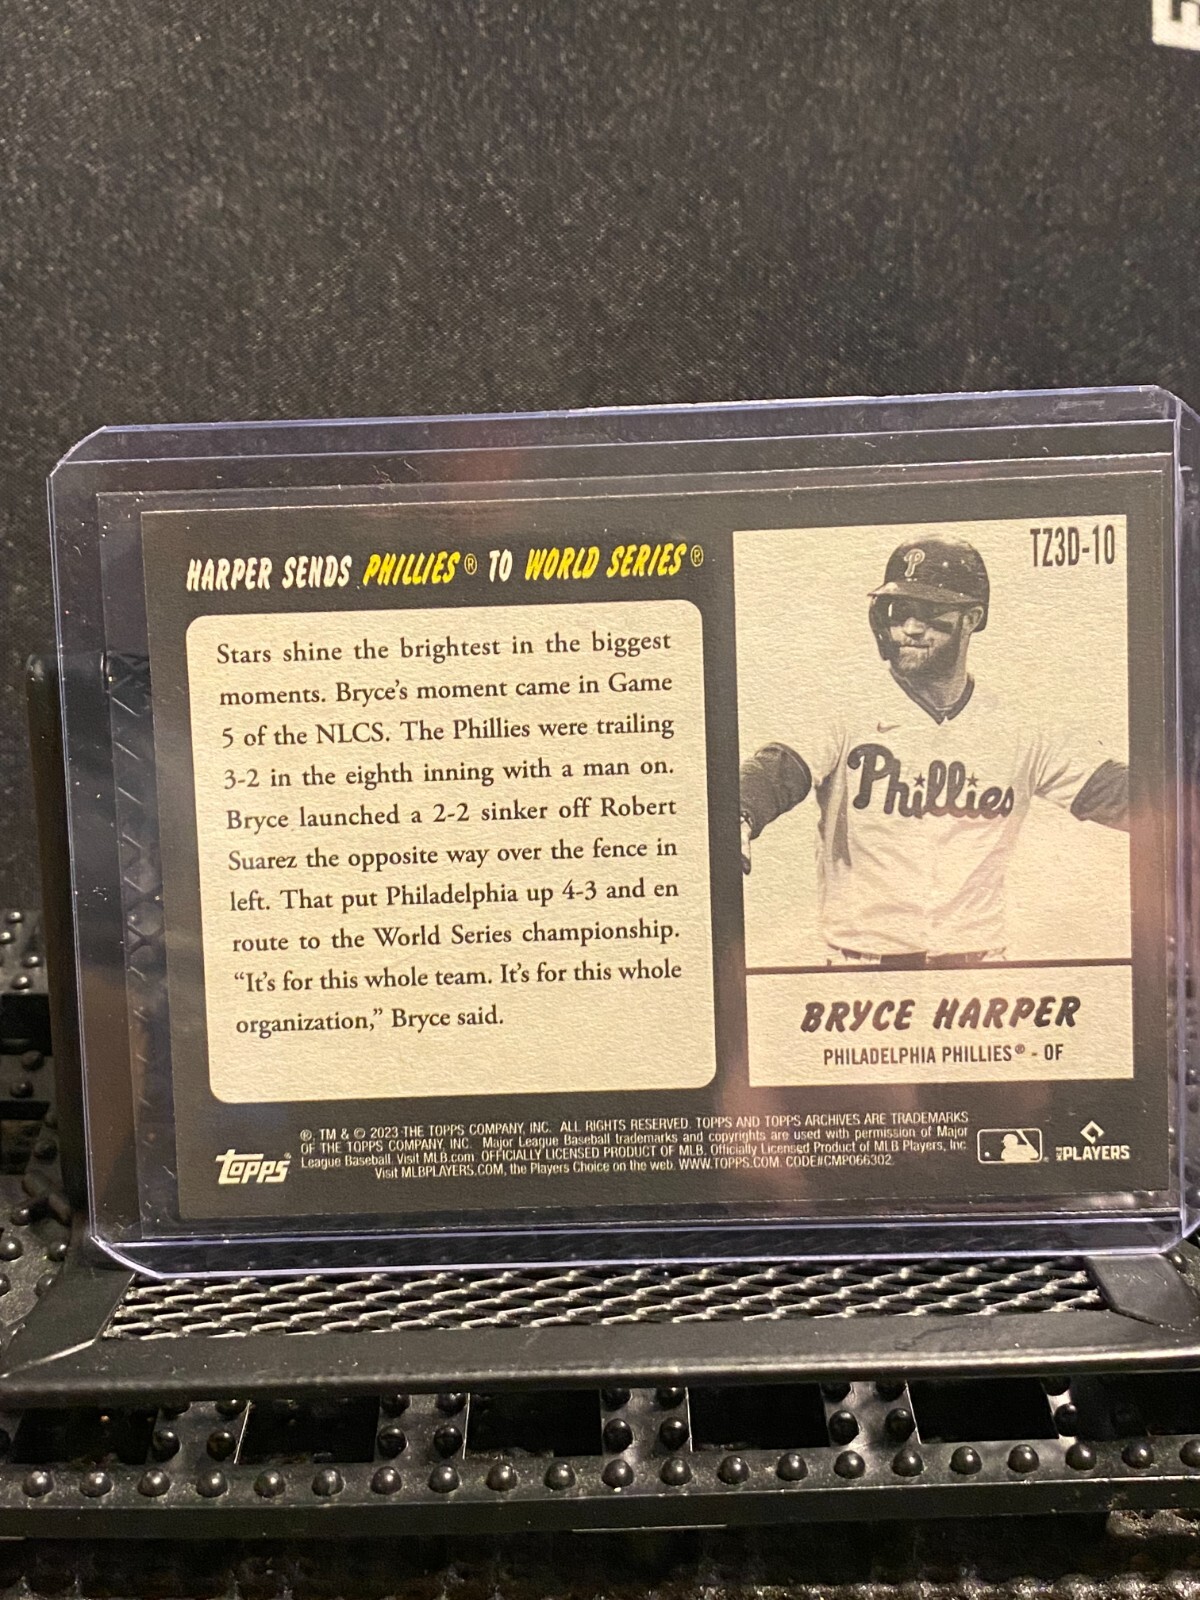 HARPER SENDS PHILLIES® TO WORLD SERIES®
Stars shine the brightest in the biggest
moments. Bryce's moment came in Game
5 of the NLCS. The Phillies were trailing
3-2 in the eighth inning with a man on.
Bryce launched a 2-2 sinker off Robert
Suarez the opposite way over the fence in
left. That put Philadelphia up 4-3 and en
route to the World Series championship.
“It's for this whole team. It's for this whole
organization,” Bryce said.
TZ3D-10
P
Phillies
BRYCE HARPER
PHILADELPHIA PHILLIES® - OF
topps®
®, TM & © 2023 THE TOPPS COMPANY, INC. ALL RIGHTS RESERVED. TOPPS AND TOPPS ARCHIVES ARE TRADEMARKS
OF THE TOPPS COMPANY, INC. Major League Baseball trademarks and copyrights are used with permission of Major
League Baseball. Visit MLB.com. OFFICIALLY LICENSED PRODUCT OF MLB. Officially Licensed Product of MLB Players, Inc.
Visit MLBPLAYERS.COM, the Players Choice on the web. WWW.TOPPS.COM. CODE#CMP066302.
MLB PLAYERS